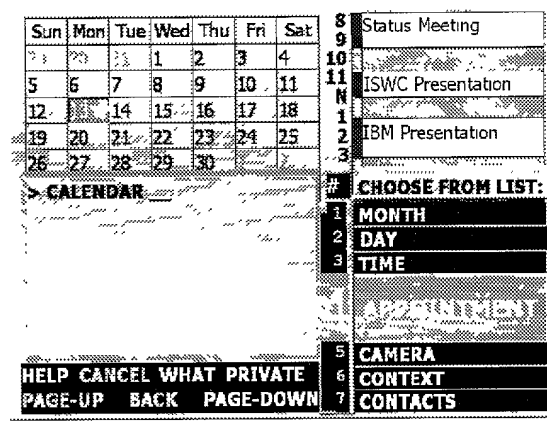 Sun Mon Tue Wed Thu Fri Sat
1 2 3 4
5 6 7 8 9 10 11
12 14 15 16 17 18
19 20 21 22 23 24 25
26 27 28 29 30
> CALENDAR __
HELP CANCEL WHAT PRIVATE
PAGE-UP BACK PAGE-DOWN
8 Status Meeting
9
10
11 ISWC Presentation
N
1
2 IBM Presentation
3
# CHOOSE FROM LIST:
1 MONTH
2 DAY
3 TIME
APPOINTMENT
5 CAMERA
6 CONTEXT
7 CONTACTS